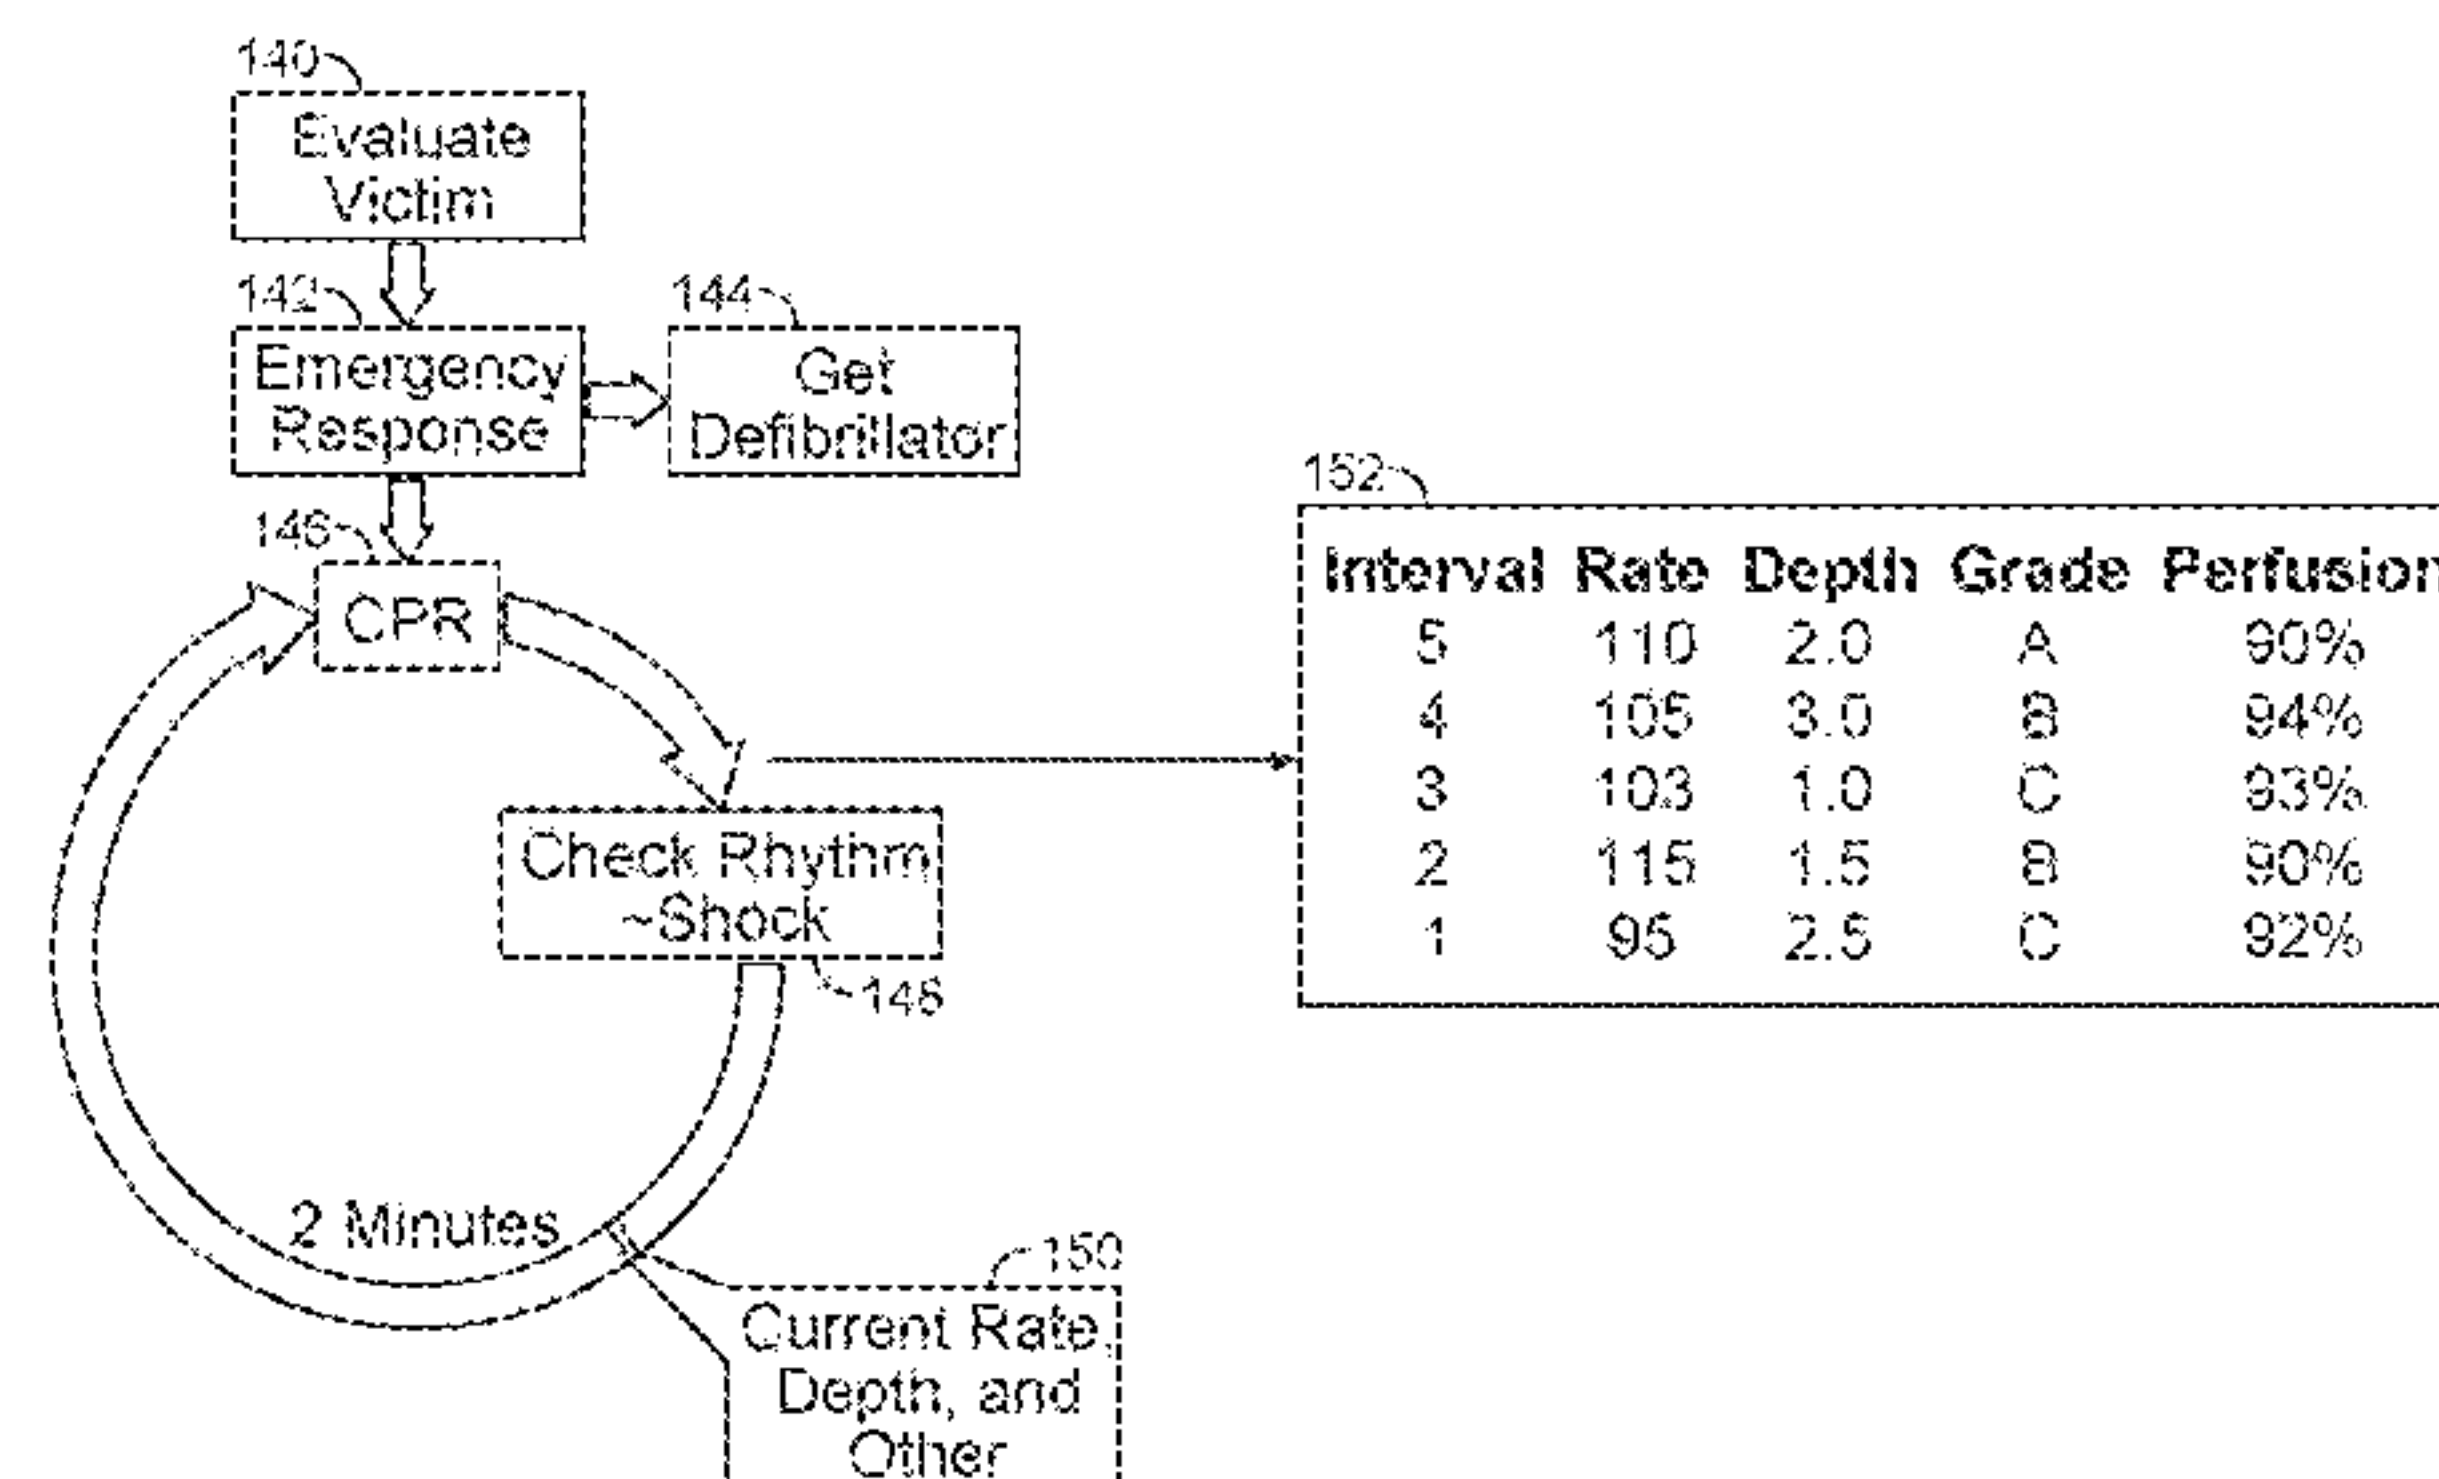 140
Evaluate
Victim
142
Emergency
Response
144
Get
Defibrillator
146
CPR
152
Interval Rate Depth Grade Perfusion
5 110 2.0 A 90%
4 105 3.0 B 94%
3 103 1.0 C 93%
2 115 1.5 B 90%
1 95 2.5 C 92%
Check Rhythm
~Shock
148
2 Minutes
150
Current Rate,
Depth, and
Other